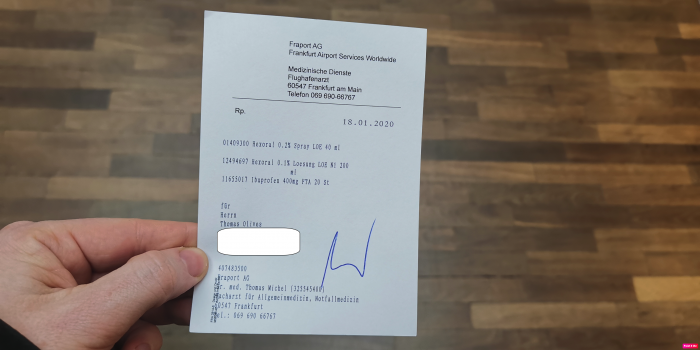 Fraport AG
Frankfurt Airport Services Worldwide
Medizinische Dienste
Flughafenarzt
60547 Frankfurt am Main
Telefon 069 690-66767
Rp.
18.01.2020
01409300 Hexoral 0.2% Spray LOE 40 ml
12494697 Hexoral 0.1% Loesung LOE N1 200
ml
11655017 Ibuprofen 400mg FTA 20 St
für
Herrn
Thomas Oliver
407483500
Fraport AG
Dr. med. Thomas Wichel
Facharzt für Allgemeinmedizin, Notfallmedizin
60547 Frankfurt
Tel.: 069 690 66767